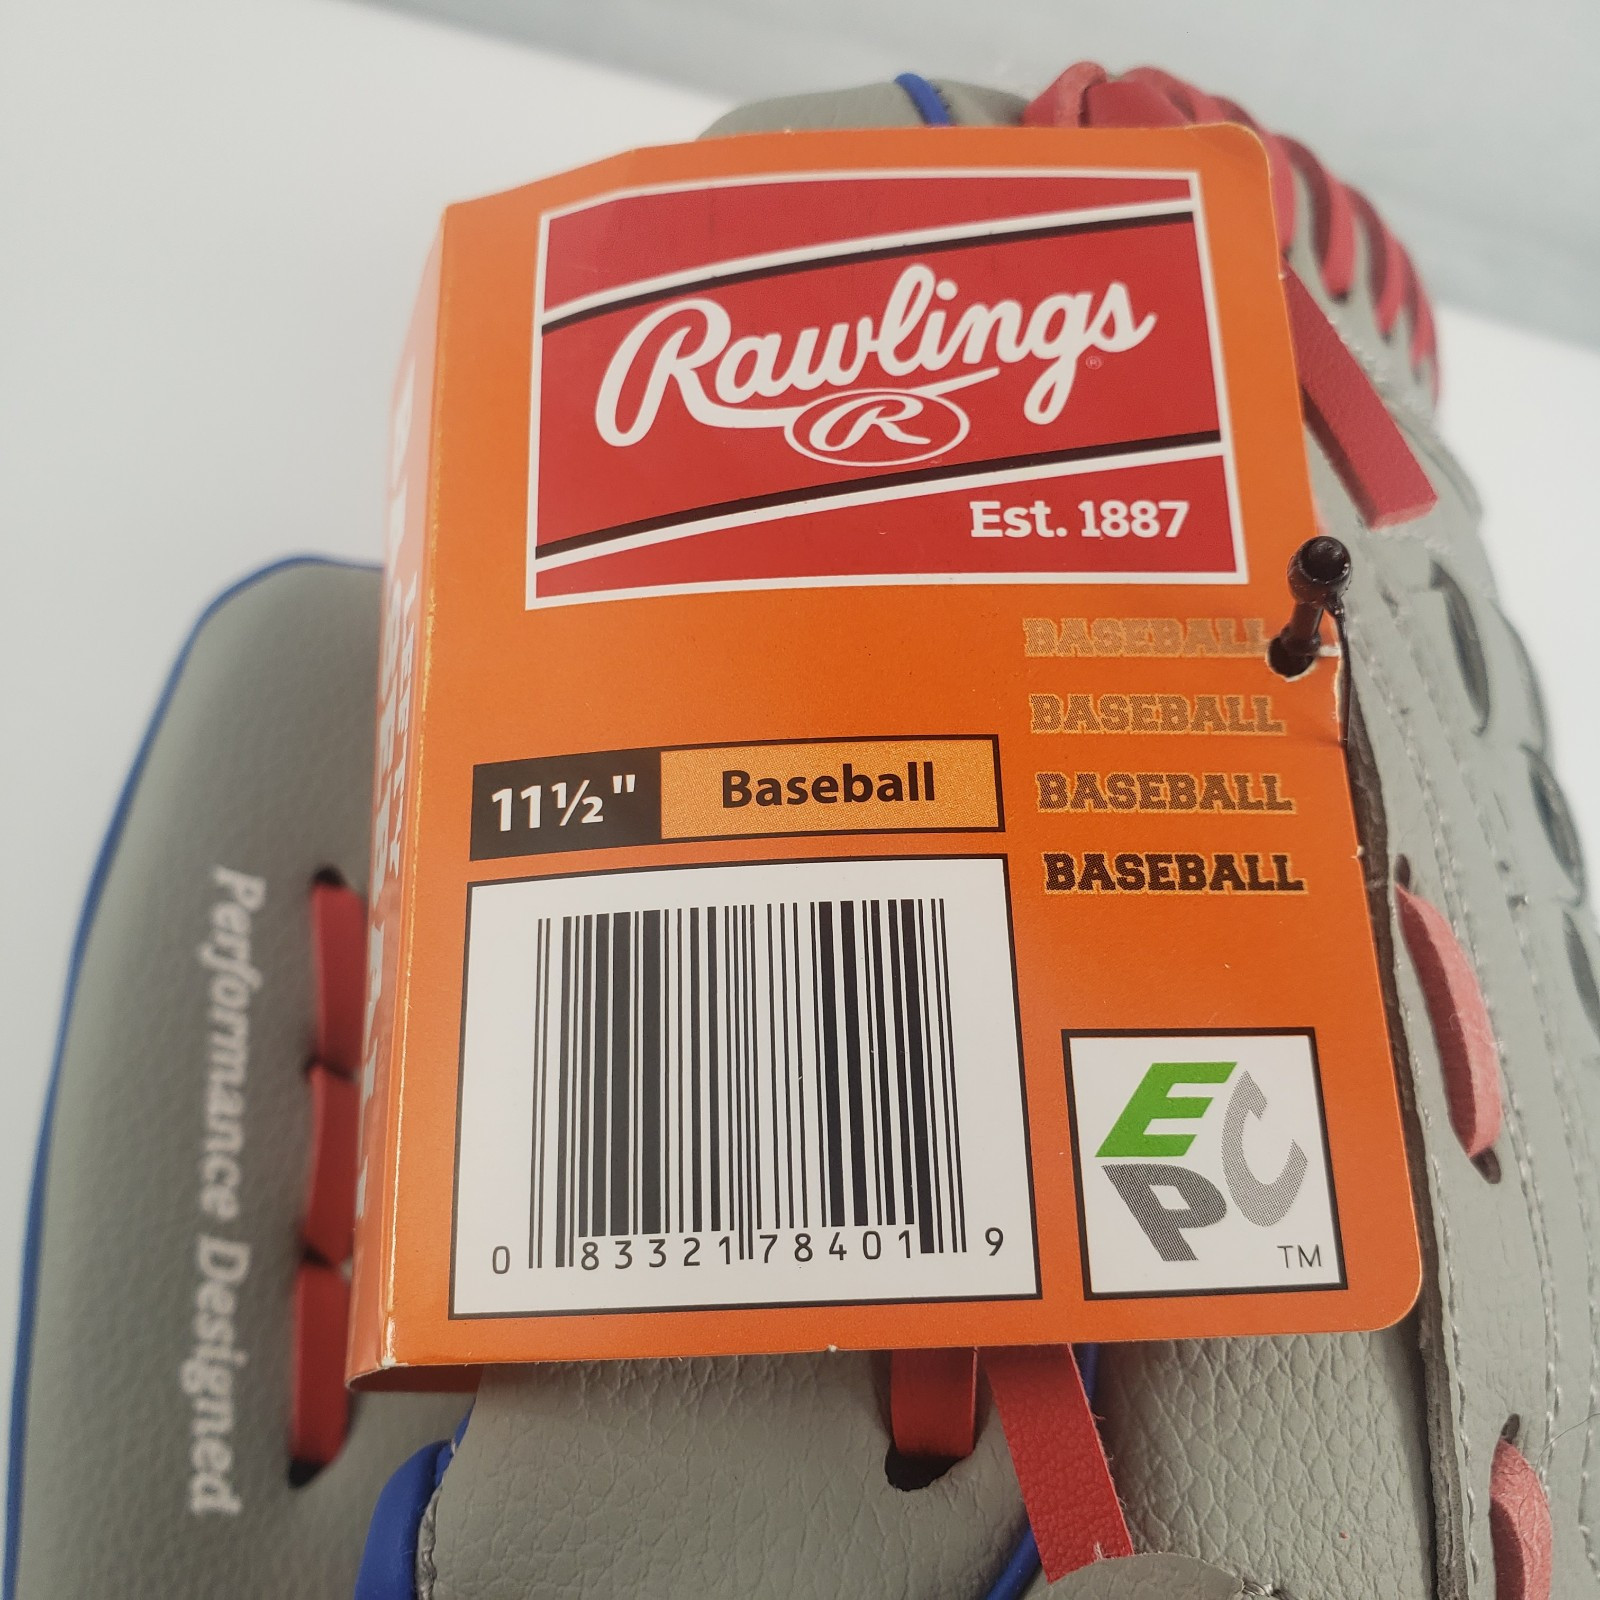 Rawlings
®
R
Est. 1887
BASEBALL
BASEBALL
BASEBALL
BASEBALL
11½" Baseball
0 83321 78401 9
EPC
TM
Performance Designed